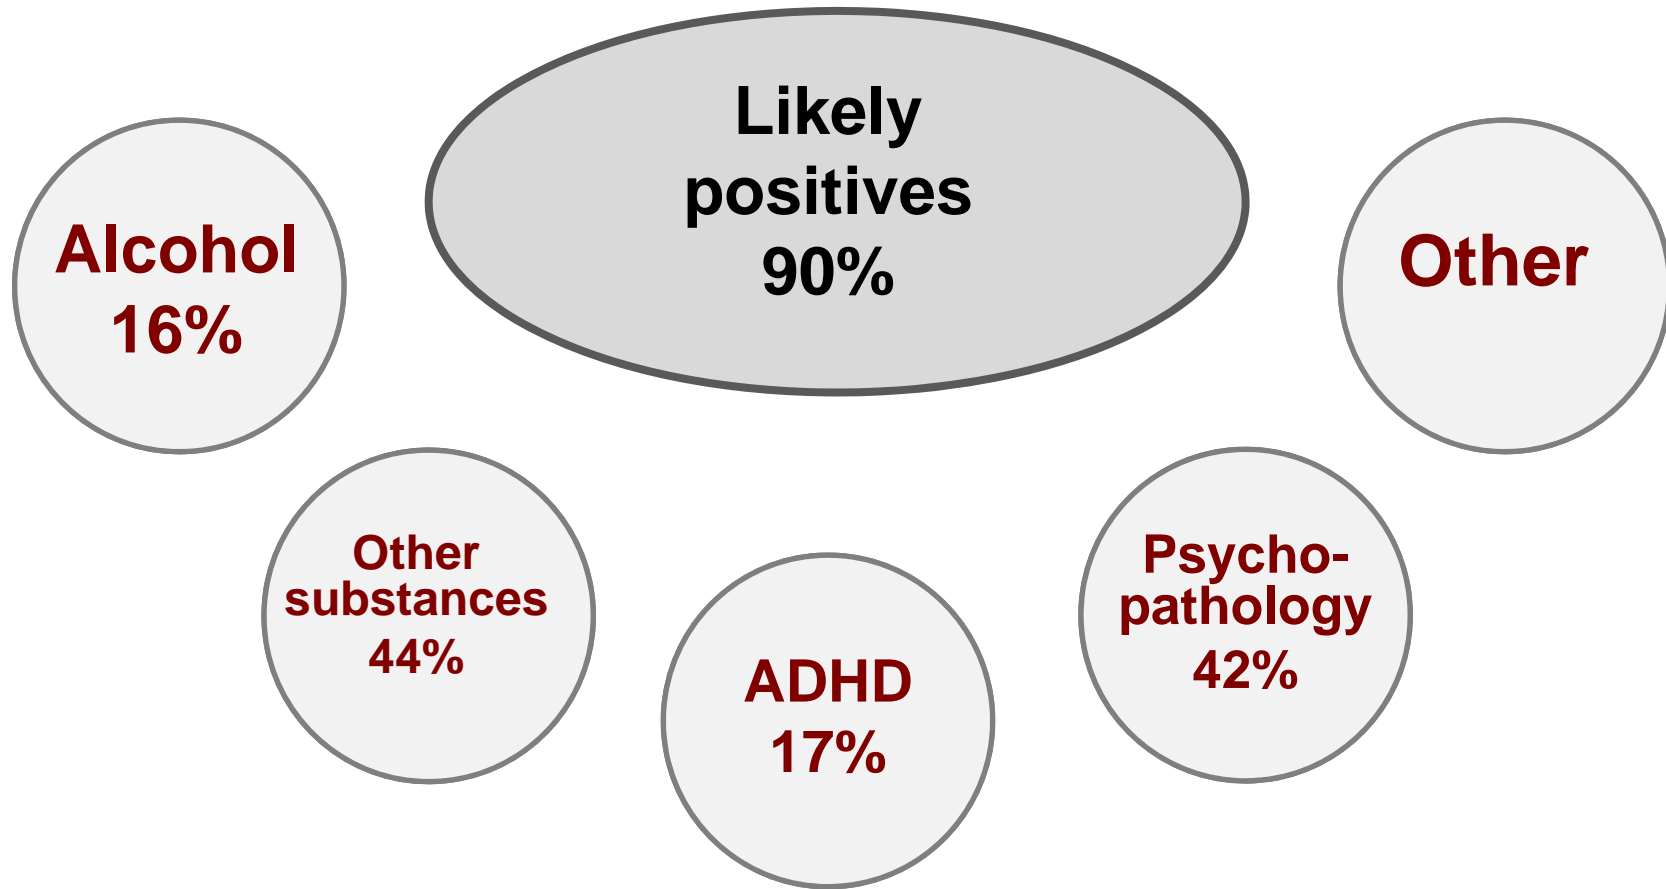 Likely
positives
90%
Alcohol
16%
Other
Other
substances
44%
ADHD
17%
Psycho-
pathology
42%